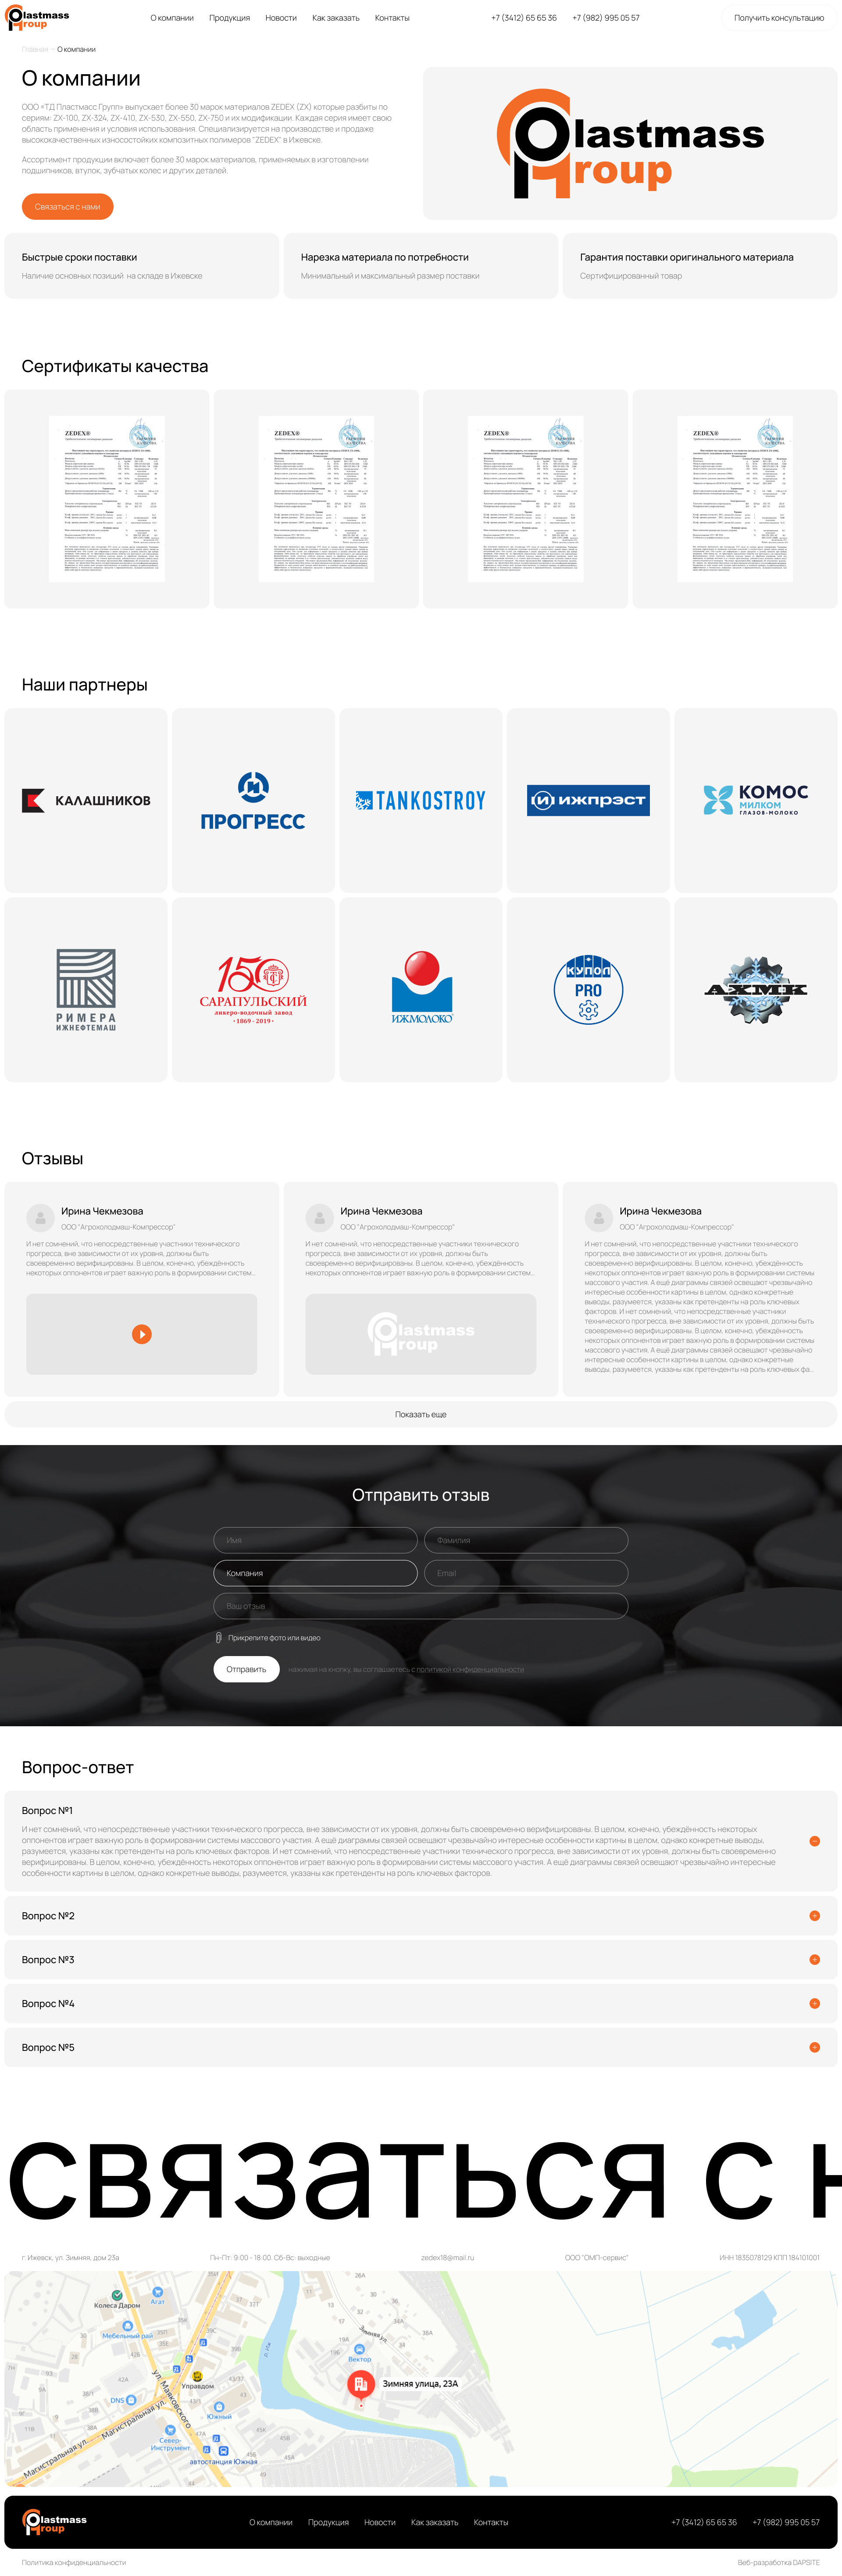 Plastmass Group
О компании
Продукция
Новости
Как заказать
Контакты
+7 (3412) 65 65 36
+7 (982) 995 05 57
Получить консультацию
Главная – О компании
О компании
ООО «ТД Пластмасс Групп» выпускает более 30 марок материалов ZEDEX (ZX) которые разбиты по
сериям: ZX-100, ZX-324, ZX-410, ZX-530, ZX-550, ZX-750 и их модификации. Каждая серия имеет свою
область применения и условия использования. Специализируется на производстве и продаже
высококачественных износостойких композитных полимеров "ZEDEX" в Ижевске.
Ассортимент продукции включает более 30 марок материалов, применяемых в изготовлении
подшипников, втулок, зубчатых колес и других деталей.
Связаться с нами
Plastmass
Group
Быстрые сроки поставки
Наличие основных позиций на складе в Ижевске
Нарезка материала по потребности
Минимальный и максимальный размер поставки
Гарантия поставки оригинального материала
Сертифицированный товар
Сертификаты качества
ZEDEX®
ZEDEX®
ZEDEX®
ZEDEX®
Наши партнеры
КАЛАШНИКОВ
ПРОГРЕСС
TANKOSTROY
ИЖПРЭСТ
КОМОС
МИЛКОМ
ГЛАЗОВ-МОЛОКО
РИМЕРА
ИЖНЕФТЕМАШ
150
САРАПУЛЬСКИЙ
ликеро-водочный завод
• 1869 - 2019 •
ИЖМОЛОКО
КУПОЛ
PRO
АХМК
Отзывы
Ирина Чекмезова
ООО "Агрохолодмаш-Компрессор"
И нет сомнений, что непосредственные участники технического
прогресса, вне зависимости от их уровня, должны быть
своевременно верифицированы. В целом, конечно, убеждённость
некоторых оппонентов играет важную роль в формировании систем...
Ирина Чекмезова
ООО "Агрохолодмаш-Компрессор"
И нет сомнений, что непосредственные участники технического
прогресса, вне зависимости от их уровня, должны быть
своевременно верифицированы. В целом, конечно, убеждённость
некоторых оппонентов играет важную роль в формировании систем...
Plastmass
Group
Ирина Чекмезова
ООО "Агрохолодмаш-Компрессор"
И нет сомнений, что непосредственные участники технического
прогресса, вне зависимости от их уровня, должны быть
своевременно верифицированы. В целом, конечно, убеждённость
некоторых оппонентов играет важную роль в формировании системы
массового участия. А ещё диаграммы связей освещают чрезвычайно
интересные особенности картины в целом, однако конкретные
выводы, разумеется, указаны как претенденты на роль ключевых
факторов. И нет сомнений, что непосредственные участники
технического прогресса, вне зависимости от их уровня, должны быть
своевременно верифицированы. В целом, конечно, убеждённость
некоторых оппонентов играет важную роль в формировании системы
массового участия. А ещё диаграммы связей освещают чрезвычайно
интересные особенности картины в целом, однако конкретные
выводы, разумеется, указаны как претенденты на роль ключевых фа...
Показать еще
Отправить отзыв
Имя
Фамилия
Компания
Email
Ваш отзыв
Прикрепите фото или видео
Отправить
нажимая на кнопку, вы соглашаетесь с политикой конфиденциальности
Вопрос-ответ
Вопрос №1
И нет сомнений, что непосредственные участники технического прогресса, вне зависимости от их уровня, должны быть своевременно верифицированы. В целом, конечно, убеждённость некоторых
оппонентов играет важную роль в формировании системы массового участия. А ещё диаграммы связей освещают чрезвычайно интересные особенности картины в целом, однако конкретные выводы,
разумеется, указаны как претенденты на роль ключевых факторов. И нет сомнений, что непосредственные участники технического прогресса, вне зависимости от их уровня, должны быть своевременно
верифицированы. В целом, конечно, убеждённость некоторых оппонентов играет важную роль в формировании системы массового участия. А ещё диаграммы связей освещают чрезвычайно интересные
особенности картины в целом, однако конкретные выводы, разумеется, указаны как претенденты на роль ключевых факторов.
Вопрос №2
Вопрос №3
Вопрос №4
Вопрос №5
связаться с н
г. Ижевск, ул. Зимняя, дом 23а
Пн-Пт: 9:00 - 18:00. Сб-Вс: выходные
zedex18@mail.ru
ООО "ОМП-сервис"
ИНН 1835078129 КПП 184101001
Колеса Даром
Агат
Мебельный рай
Зимняя ул.
Вектор
Управдом
ул. Маяковского
DNS
Южный
Магистральная ул.
Север-
Инструмент
автостанция Южная
Магистральная ул.
Зимняя улица, 23А
Plastmass
Group
О компании
Продукция
Новости
Как заказать
Контакты
+7 (3412) 65 65 36
+7 (982) 995 05 57
Политика конфиденциальности
Веб-разработка DAPSITE